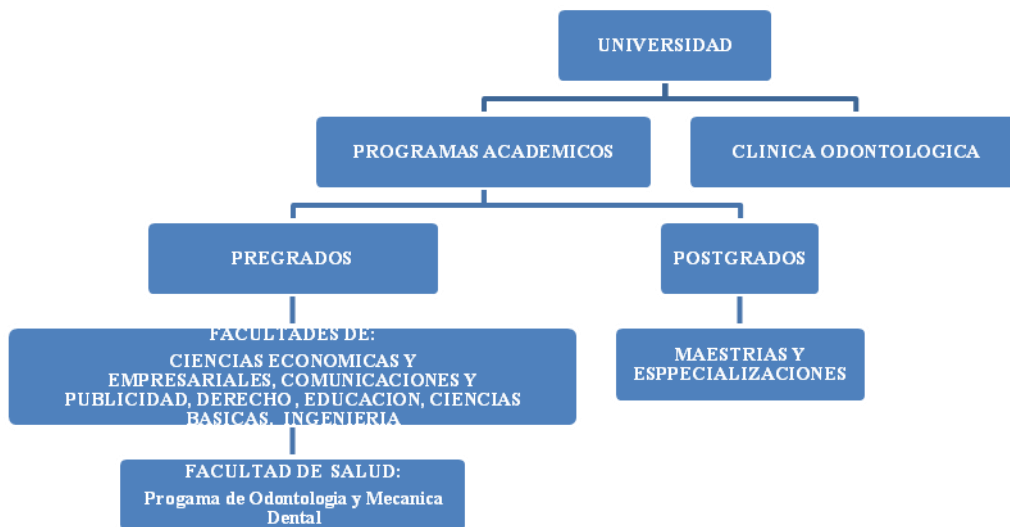 UNIVERSIDAD
PROGRAMAS ACADEMICOS
CLINICA ODONTOLOGICA
PREGRADOS
POSTGRADOS
FACULTADES DE:
CIENCIAS ECONOMICAS Y
EMPRESARIALES, COMUNICACIONES Y
PUBLICIDAD, DERECHO , EDUCACION, CIENCIAS
BASICAS, INGENIERIA
MAESTRIAS Y
ESPPECIALIZACIONES
FACULTAD DE SALUD:
Progama de Odontologia y Mecanica
Dental